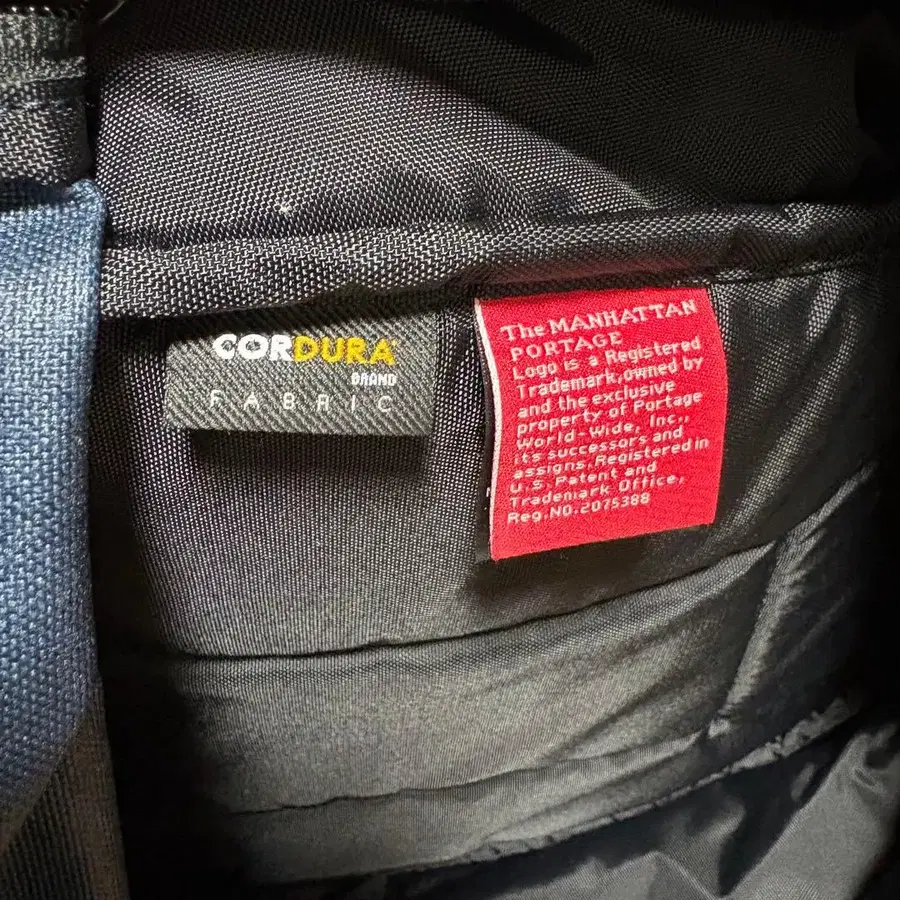 CORDURA
BRAND
FABRIC
The MANHATTAN
PORTAGE
Logo is a Registered
Trademark,owned by
and the exclusive
property of Portage
World-Wide, Inc.,
its successors and
assigns. Registered in
U.S. Patent and
Trademark Office,
Reg.NO.2075388